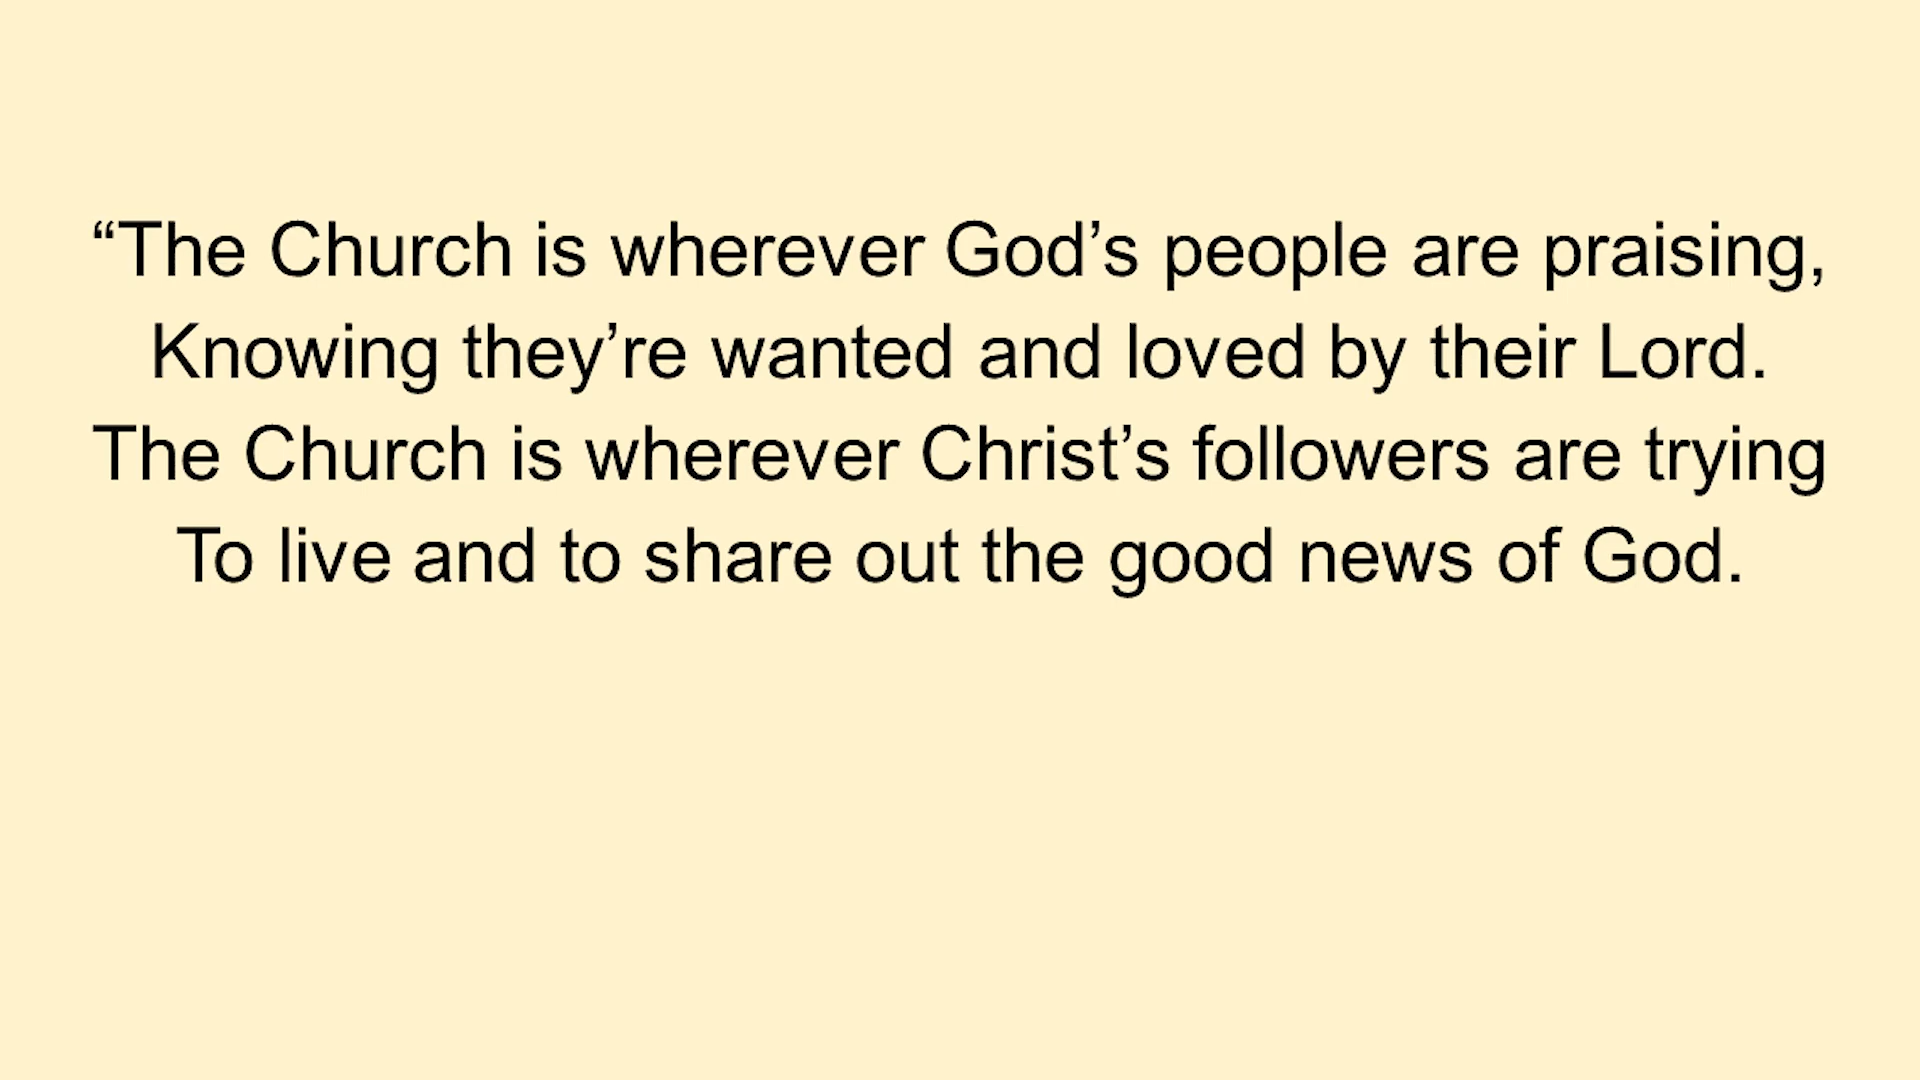 “The Church is wherever God’s people are praising,
Knowing they’re wanted and loved by their Lord.
The Church is wherever Christ’s followers are trying
To live and to share out the good news of God.